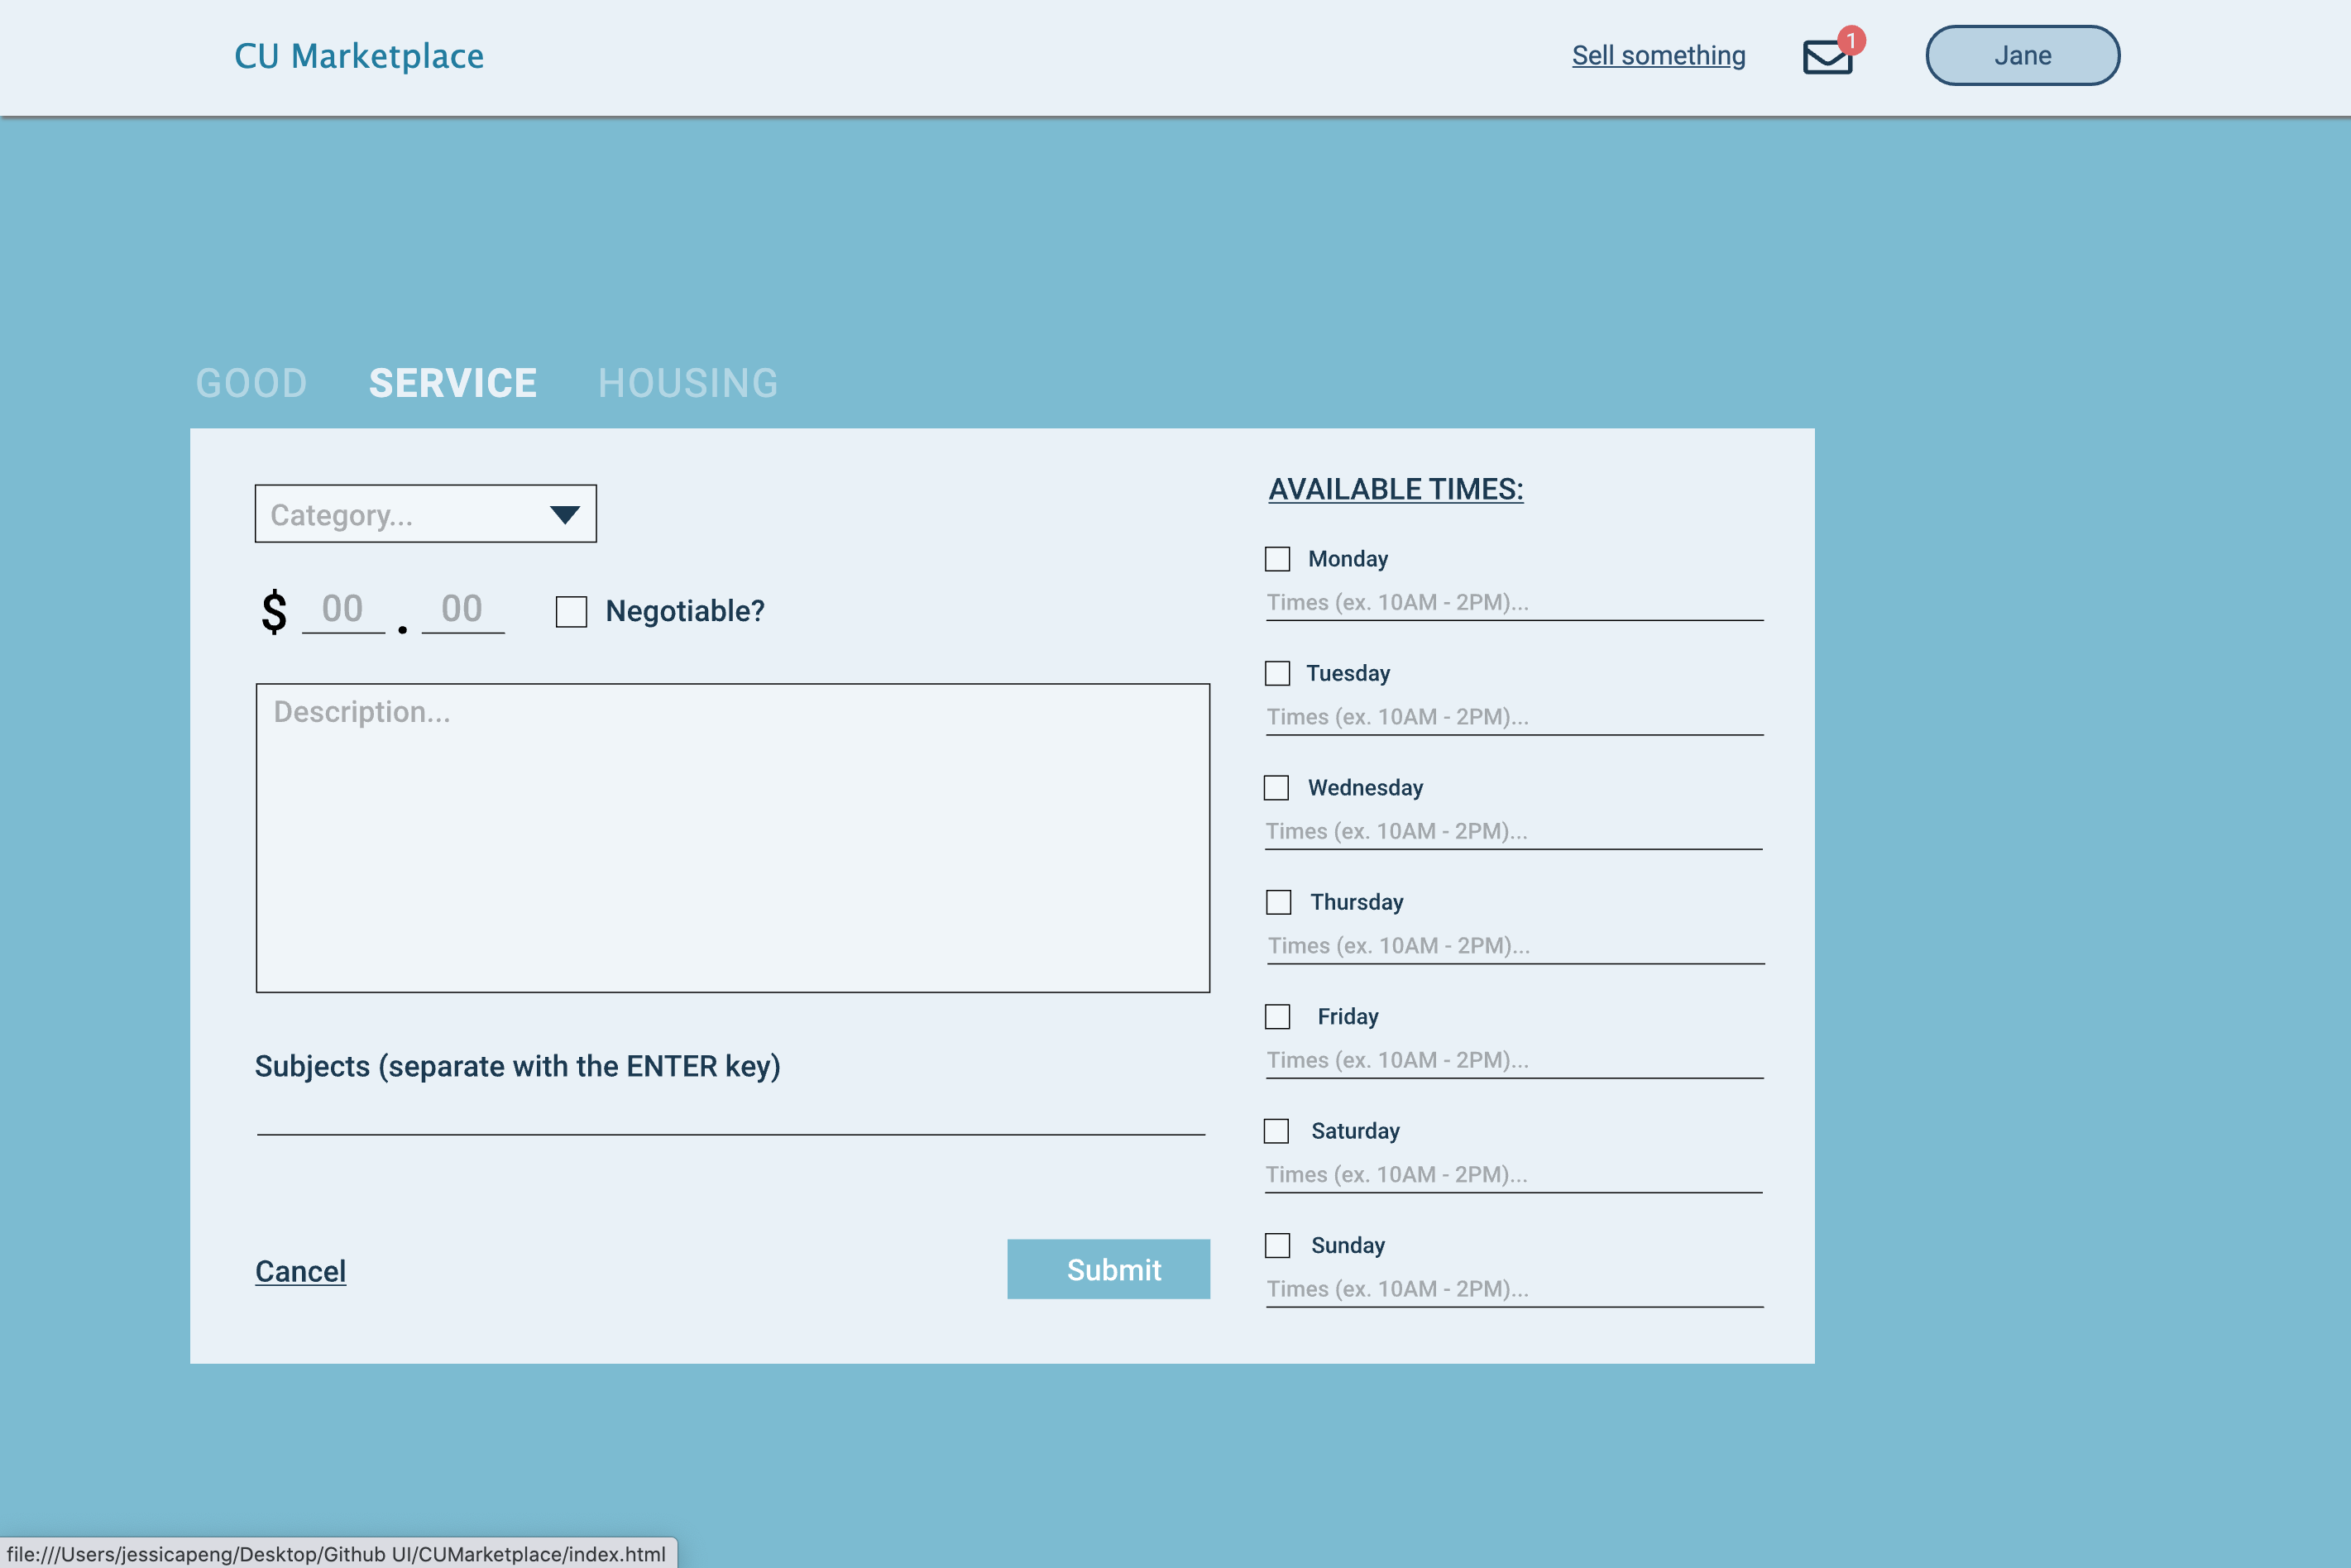 CU Marketplace
Sell something
1
Jane
GOOD SERVICE HOUSING
Category...
$ 00 . 00
Negotiable?
Description...
Subjects (separate with the ENTER key)
Cancel
Submit
AVAILABLE TIMES:
Monday
Times (ex. 10AM - 2PM)...
Tuesday
Times (ex. 10AM - 2PM)...
Wednesday
Times (ex. 10AM - 2PM)...
Thursday
Times (ex. 10AM - 2PM)...
Friday
Times (ex. 10AM - 2PM)...
Saturday
Times (ex. 10AM - 2PM)...
Sunday
Times (ex. 10AM - 2PM)...
file:///Users/jessicapeng/Desktop/Github UI/CUMarketplace/index.html